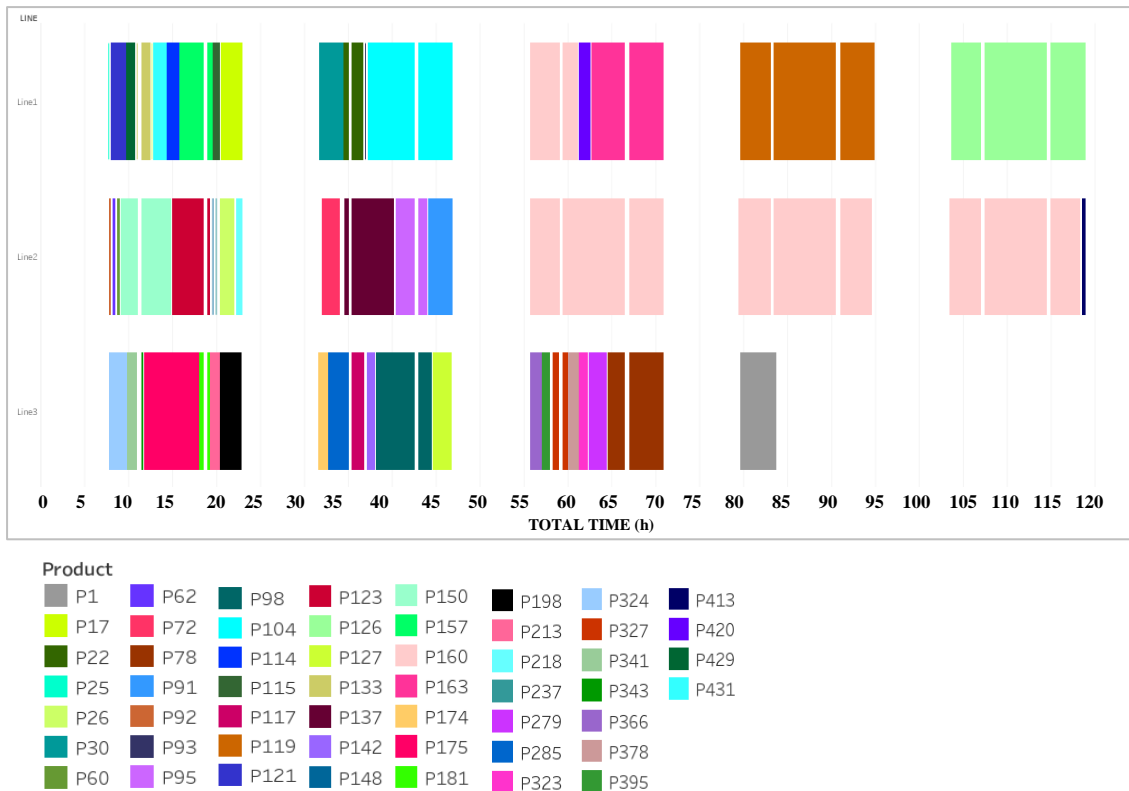 LINE
Line1
Line2
Line3
0 5 10 15 20 25 30 35 40 45 50 55 60 65 70 75 80 85 90 95 100 105 110 115 120
TOTAL TIME (h)
Product
P1 P62 P98 P123 P150 P198 P324 P413
P17 P72 P104 P126 P157 P213 P327 P420
P22 P78 P114 P127 P160 P218 P341 P429
P25 P91 P115 P133 P163 P237 P343 P431
P26 P92 P117 P137 P174 P279 P366
P30 P93 P119 P142 P175 P285 P378
P60 P95 P121 P148 P181 P323 P395